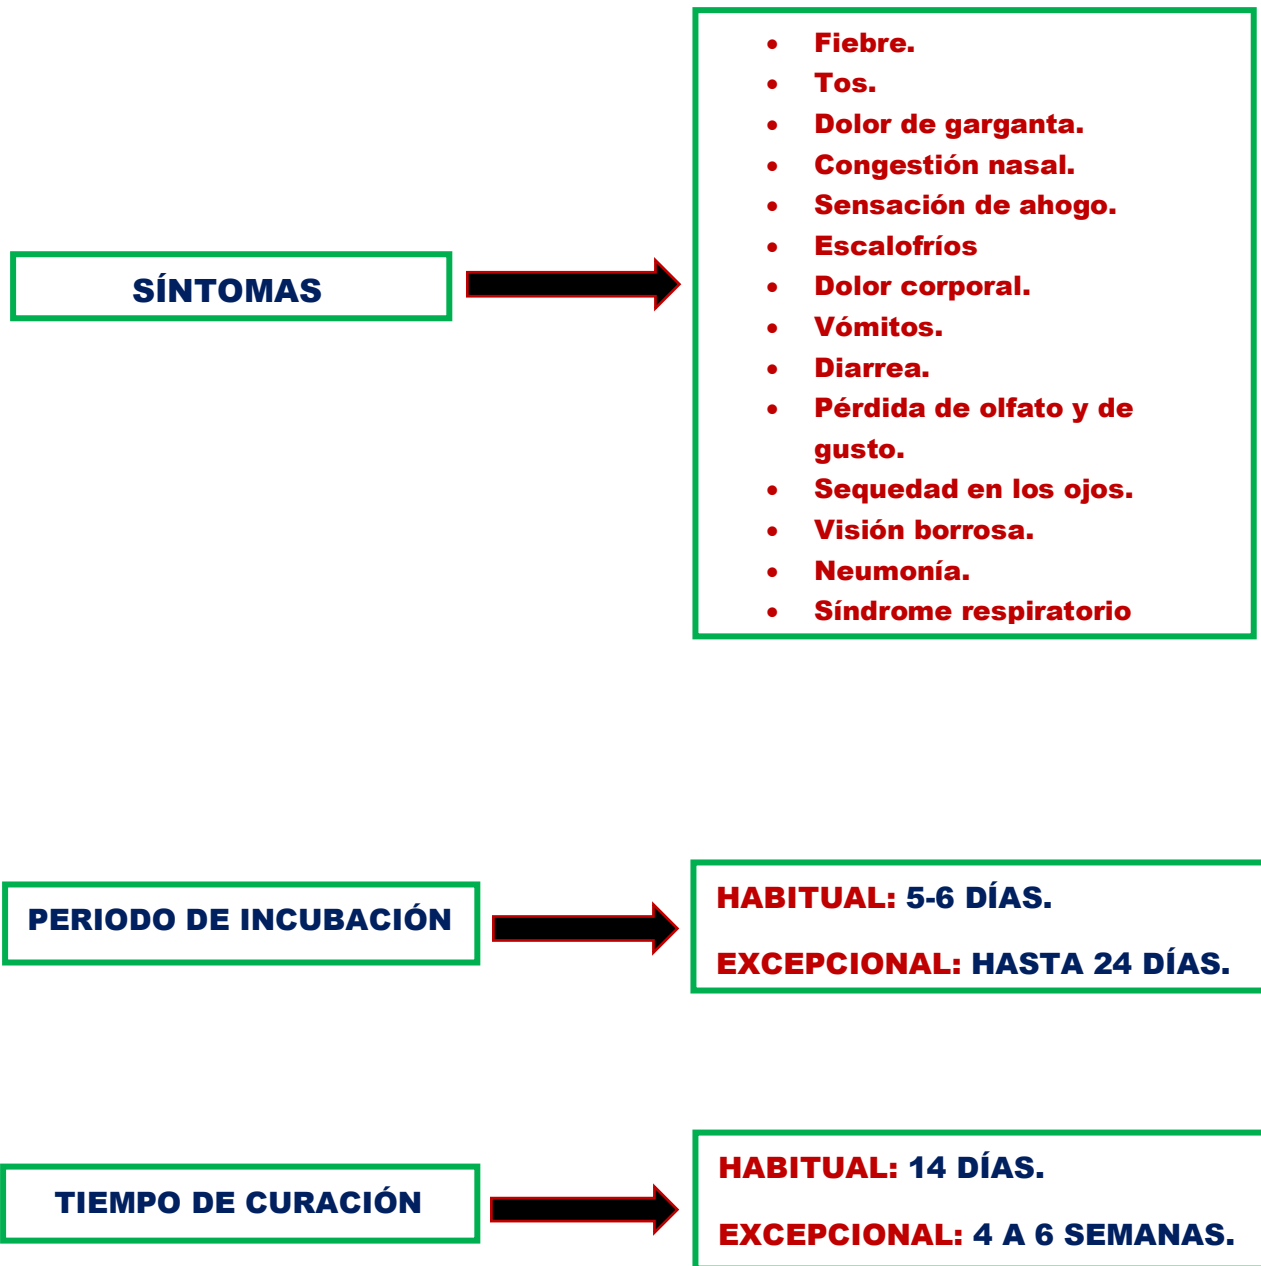 SÍNTOMAS
• Fiebre.
• Tos.
• Dolor de garganta.
• Congestión nasal.
• Sensación de ahogo.
• Escalofríos
• Dolor corporal.
• Vómitos.
• Diarrea.
• Pérdida de olfato y de
gusto.
• Sequedad en los ojos.
• Visión borrosa.
• Neumonía.
• Síndrome respiratorio
PERIODO DE INCUBACIÓN
HABITUAL: 5-6 DÍAS.
EXCEPCIONAL: HASTA 24 DÍAS.
TIEMPO DE CURACIÓN
HABITUAL: 14 DÍAS.
EXCEPCIONAL: 4 A 6 SEMANAS.